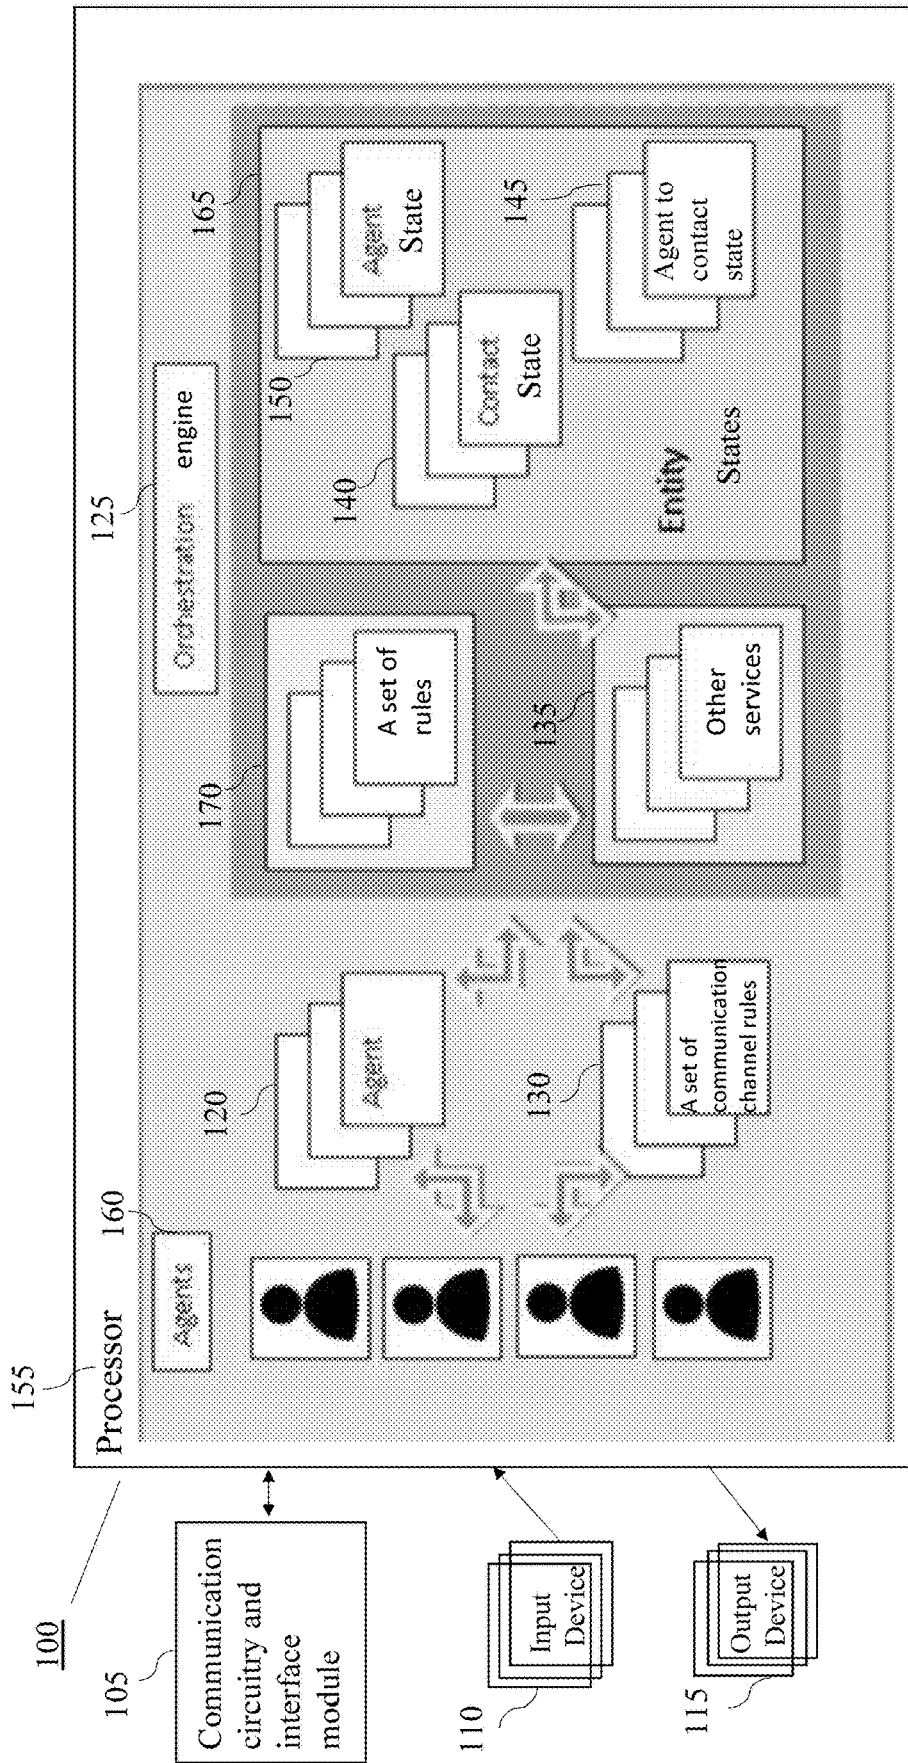 100
155
Processor
160
Agents
125
Orchestration engine
105
Communication
circuitry and
interface
module
110
Input
Device
115
Output
Device
120
Agent
130
A set of
communication
channel rules
170
A set of
rules
135
Other
services
165
150
Agent
State
140
Contact
State
145
Agent to
contact
state
Entity
States